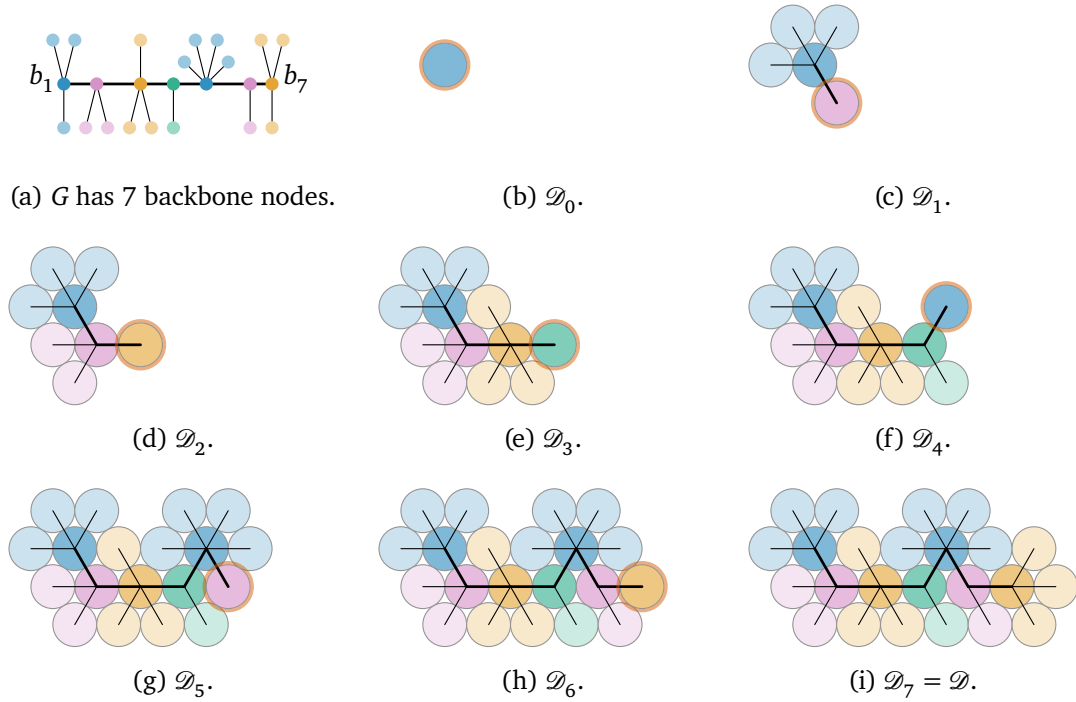 b₁ b₇
(a) G has 7 backbone nodes. (b) 𝒟₀. (c) 𝒟₁.
(d) 𝒟₂. (e) 𝒟₃. (f) 𝒟₄.
(g) 𝒟₅. (h) 𝒟₆. (i) 𝒟₇ = 𝒟.